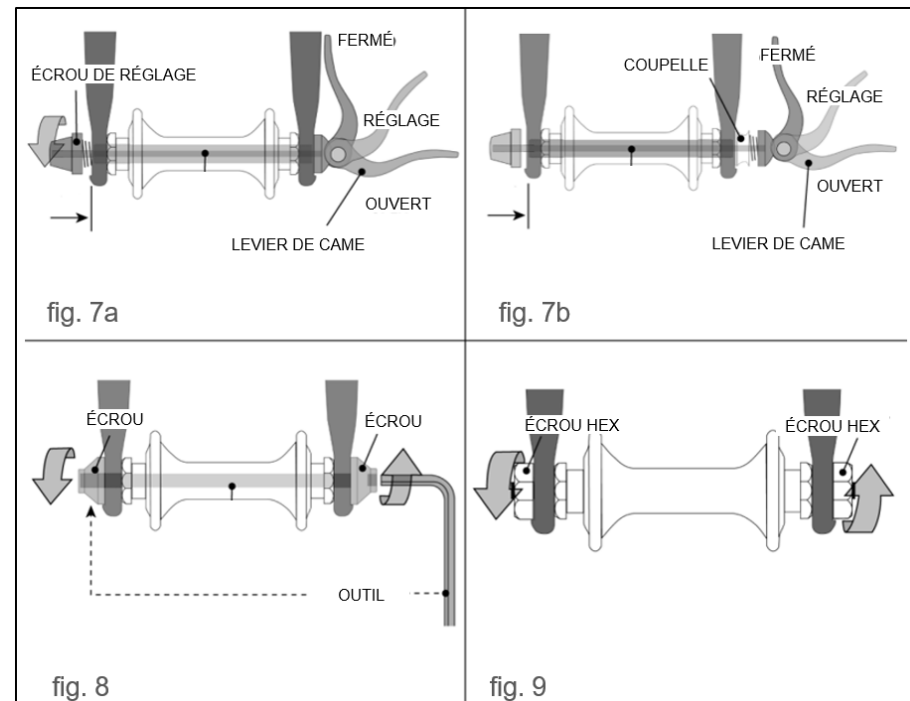 FERMÉ
ÉCROU DE RÉGLAGE
RÉGLAGE
OUVERT
LEVIER DE CAME
fig. 7a
COUPELLE
FERMÉ
RÉGLAGE
OUVERT
LEVIER DE CAME
fig. 7b
ÉCROU
ÉCROU
OUTIL
fig. 8
ÉCROU HEX
ÉCROU HEX
fig. 9